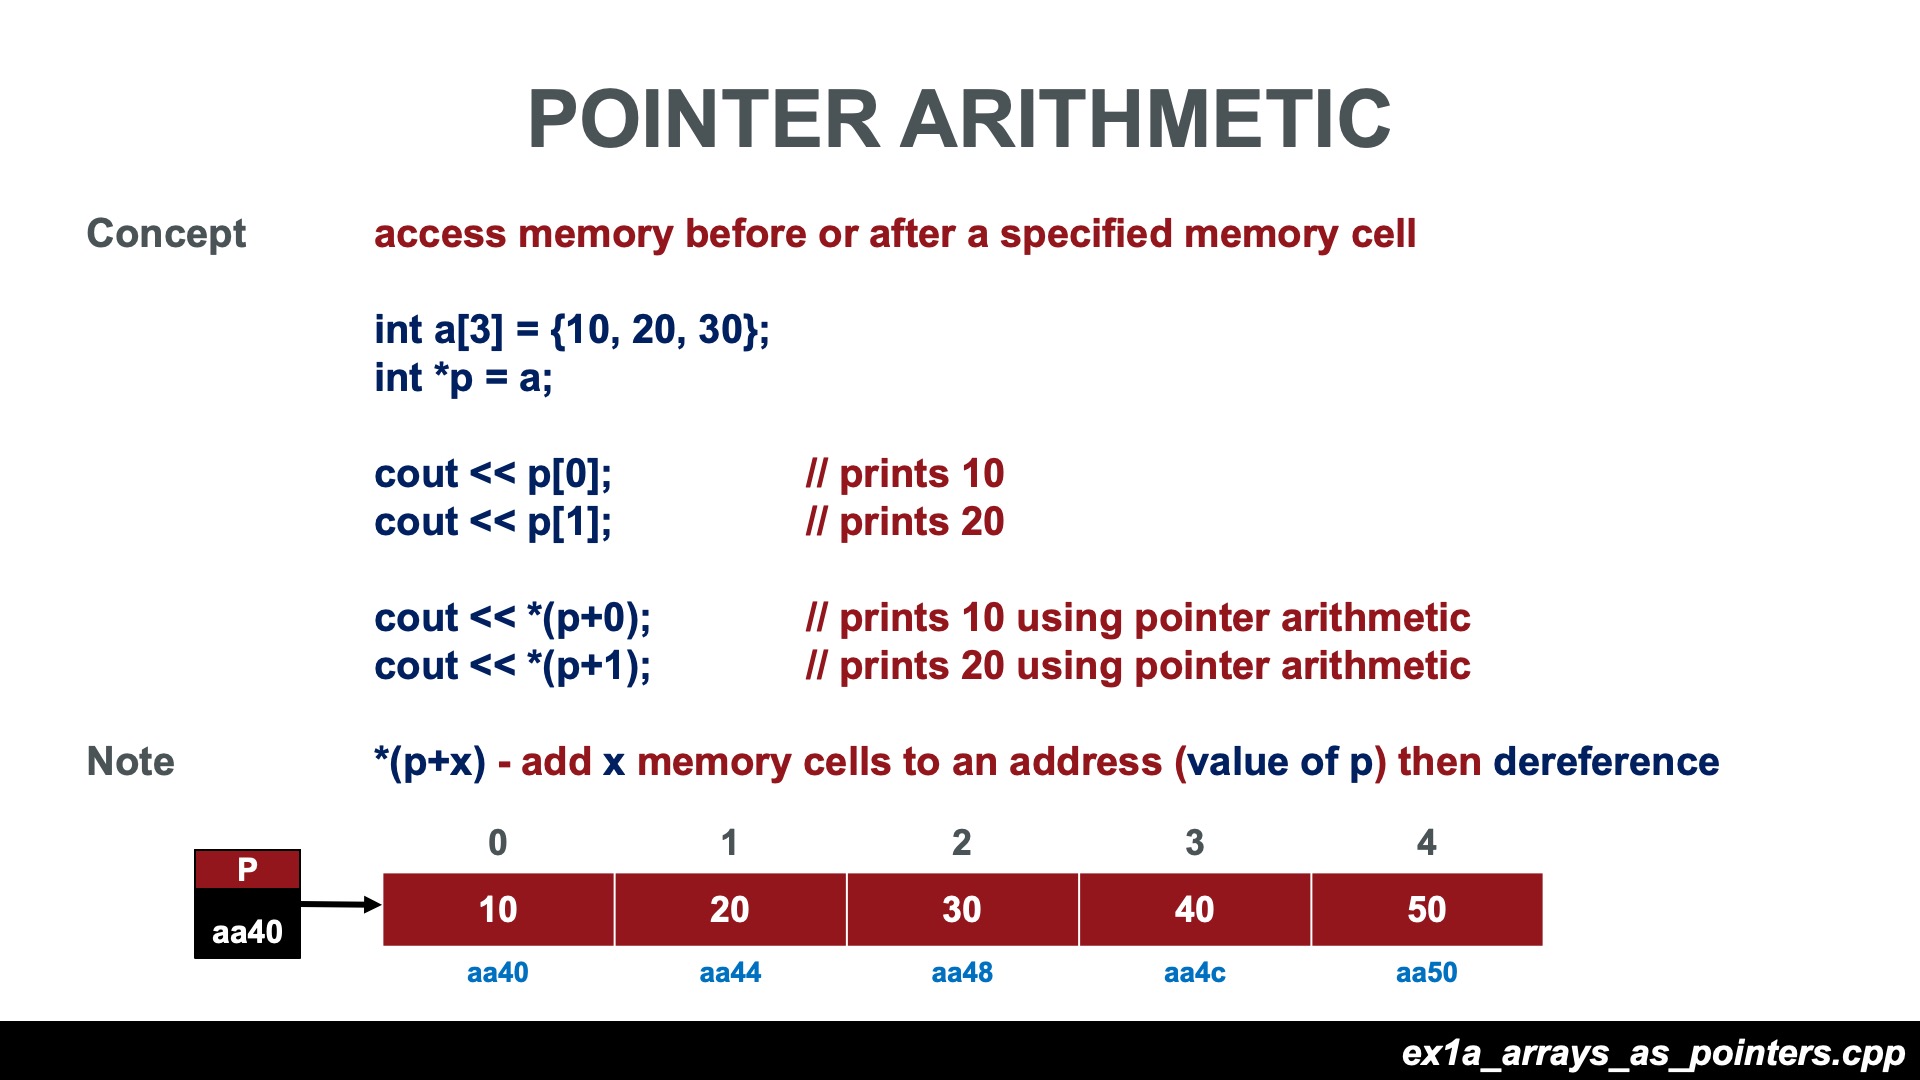 POINTER ARITHMETIC
Concept access memory before or after a specified memory cell
int a[3] = {10, 20, 30};
int *p = a;
cout << p[0]; // prints 10
cout << p[1]; // prints 20
cout << *(p+0); // prints 10 using pointer arithmetic
cout << *(p+1); // prints 20 using pointer arithmetic
Note *(p+x) - add x memory cells to an address (value of p) then dereference
0 1 2 3 4
P
10 20 30 40 50
aa40
aa40 aa44 aa48 aa4c aa50
ex1a_arrays_as_pointers.cpp